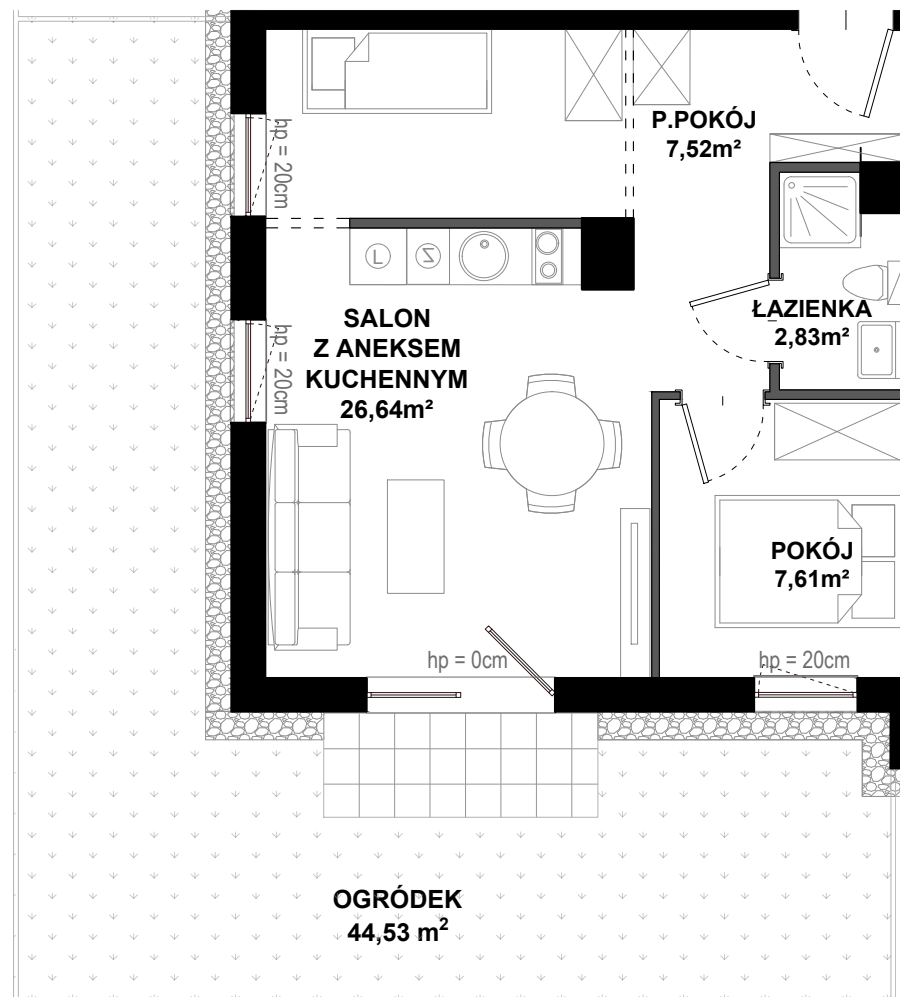 P.POKÓJ
7,52m²
hp = 20cm
L
Z
SALON
Z ANEKSEM
KUCHENNYM
26,64m²
hp = 20cm
ŁAZIENKA
2,83m²
POKÓJ
7,61m²
hp = 0cm
hp = 20cm
OGRÓDEK
44,53 m²